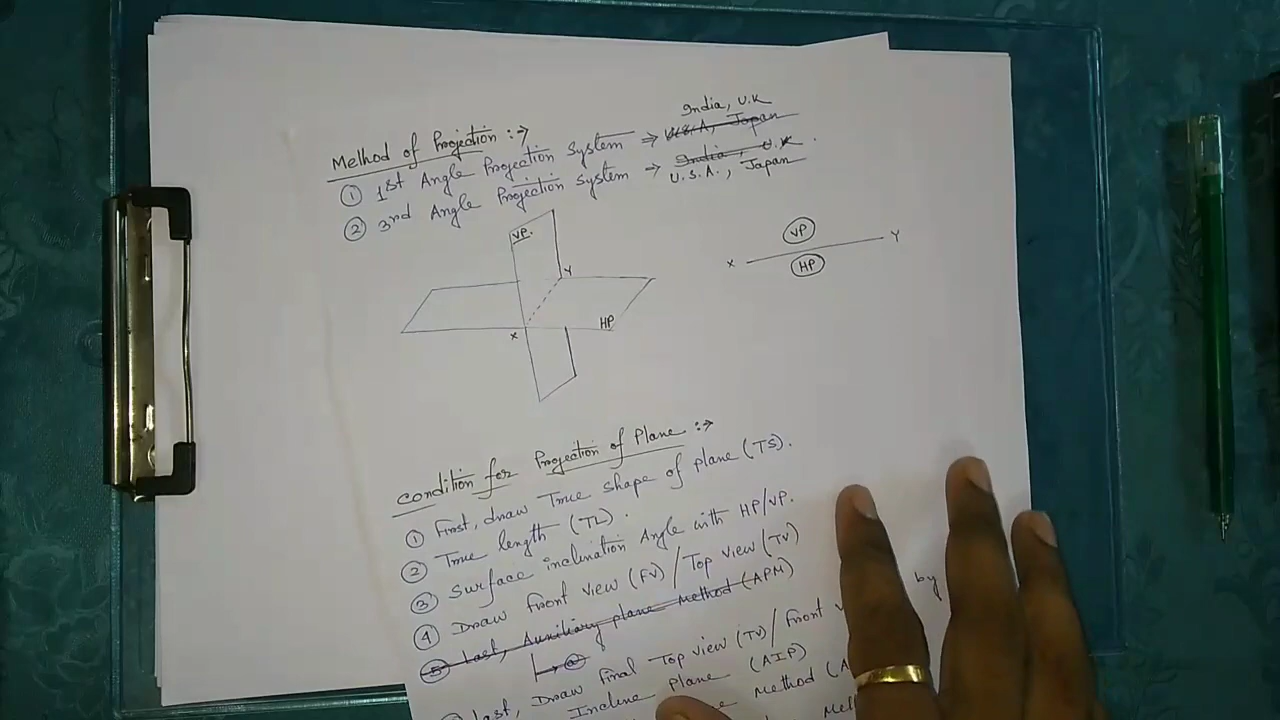 Method of Projection :→
India, U.K
① 1st Angle Projection System ⇒ U.S.A, Japan
India, U.K.
② 3rd Angle Projection System → U.S.A., Japan
VP.
Y
X
HP
VP
X Y
HP
Condition for Projection of Plane :→
① First, draw True shape of plane (TS).
② True length (TL).
③ Surface inclination Angle with HP/VP.
④ Draw front view (FV) / Top view (TV)
⑤ Last, Auxiliary plane Method (APM)
Last, Draw final Top view (TV) / Front by
Incline plane (AIP)
Method